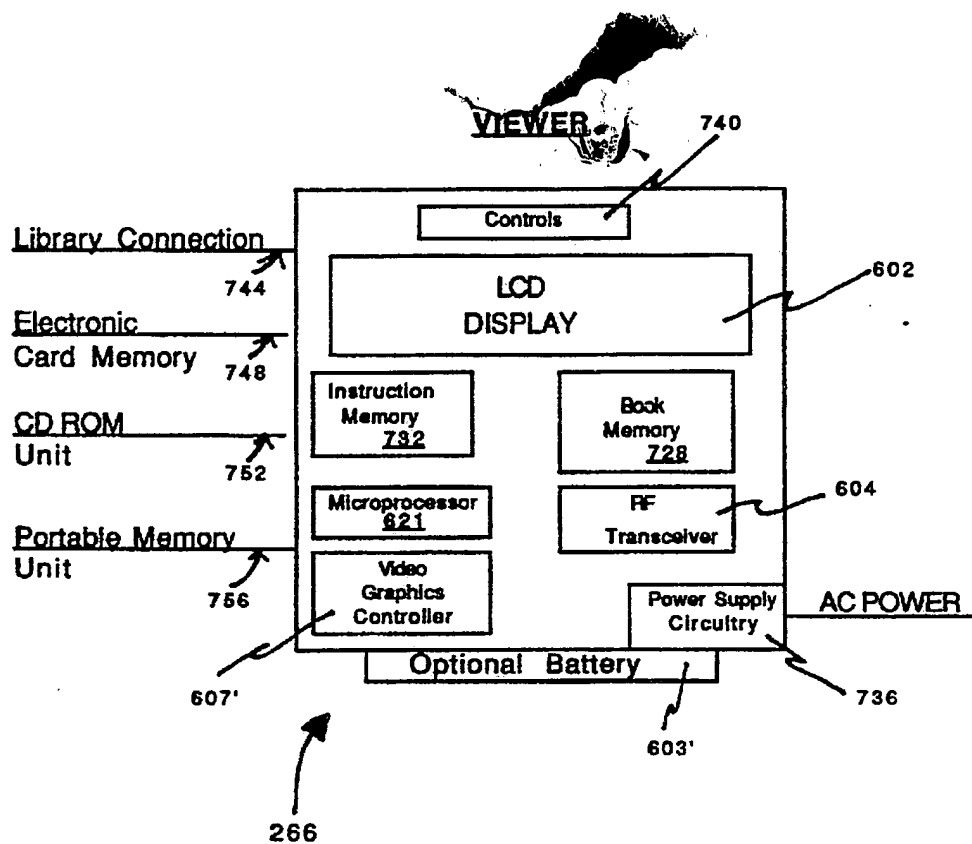 VIEWER
740
Controls
Library Connection
744
LCD
DISPLAY
602
Electronic
Card Memory
748
Instruction
Memory
732
Book
Memory
728
CD ROM
Unit
752
Microprocessor
621
RF
Transceiver
604
Portable Memory
Unit
756
Video
Graphics
Controller
Power Supply
Circuitry
AC POWER
Optional Battery
607'
603'
736
266